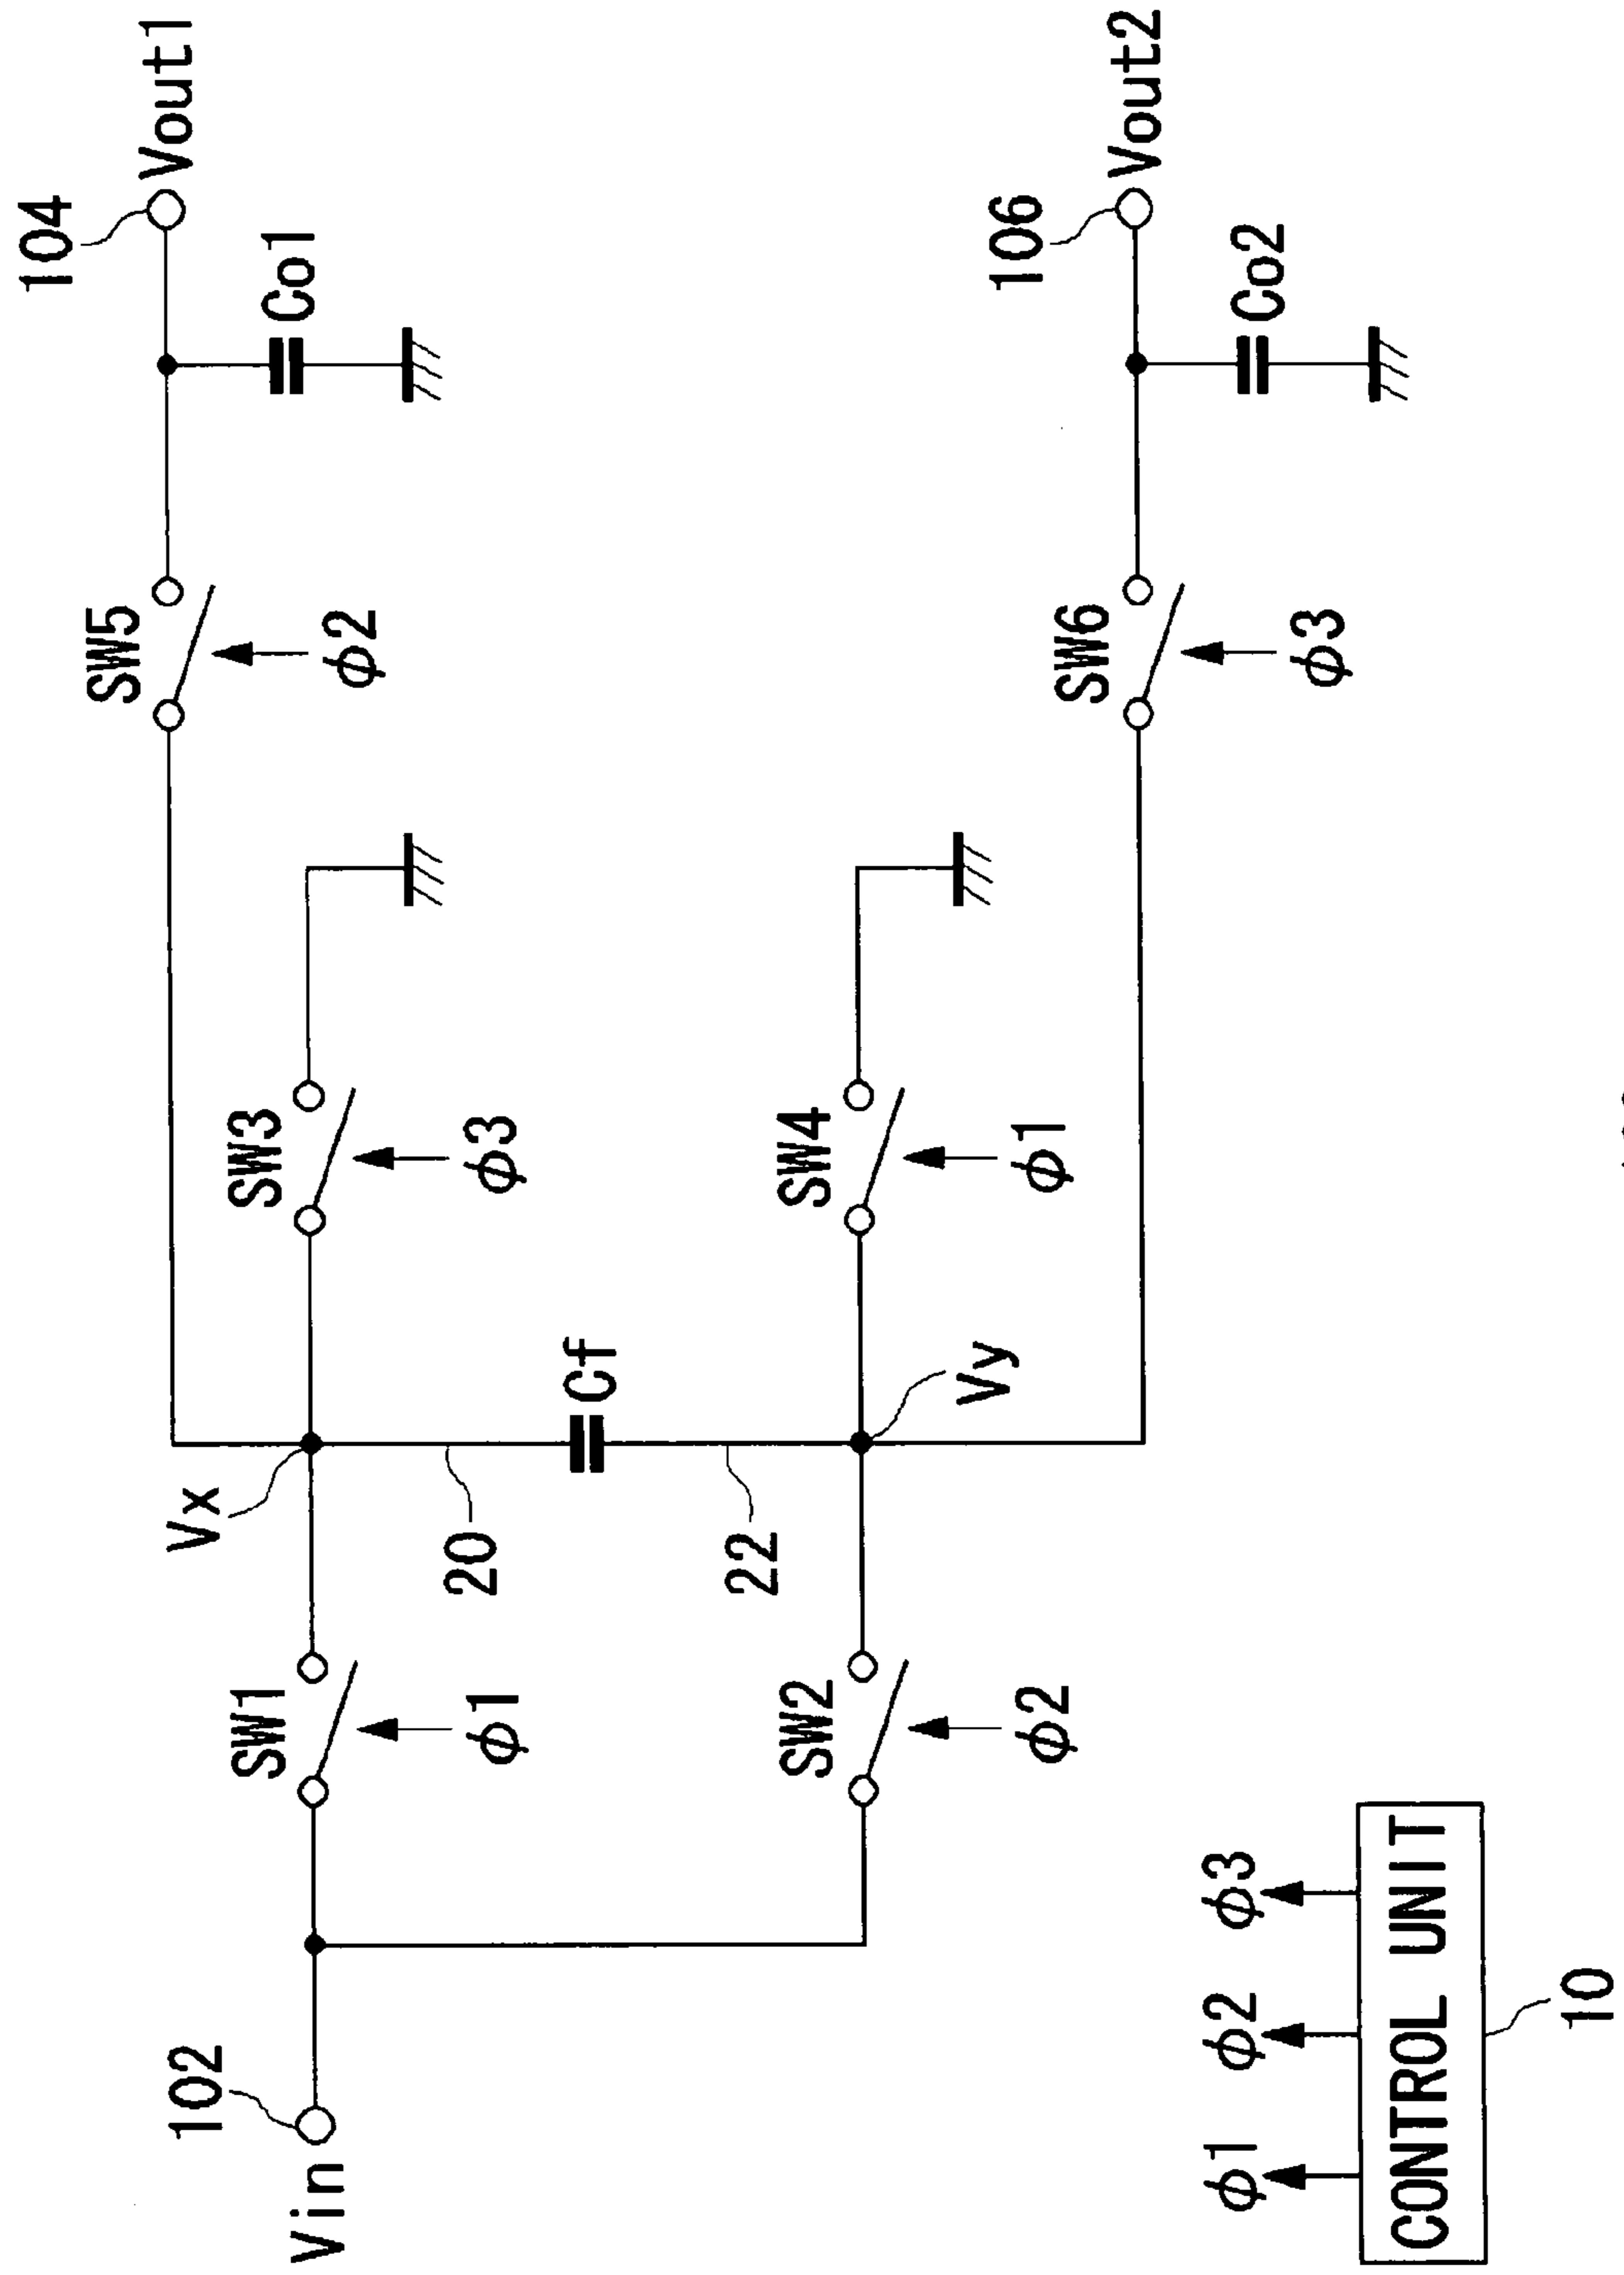 104
Vout1
SW5
Co1
φ2
Vx
SW3
SW1
φ3
20
φ1
Cf
102
Vin
22
106
Vout2
SW4
SW2
φ1
Vy
φ2
SW6
Co2
φ3
φ1
φ2
φ3
CONTROL UNIT
10